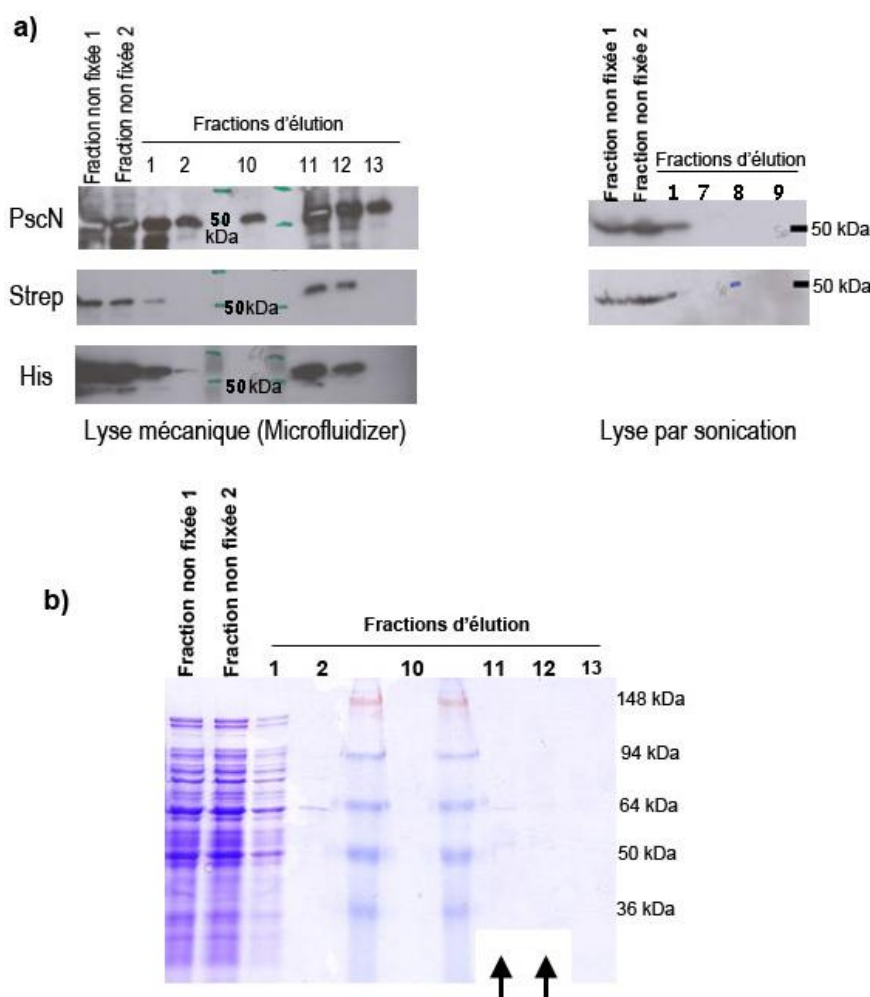 a)
Fraction non fixée 1
Fraction non fixée 2
Fractions d'élution
1 2 10 11 12 13
PscN
50
kDa
Strep
50kDa
His
50 kDa
Lyse mécanique (Microfluidizer)
Fraction non fixée 1
Fraction non fixée 2
Fractions d'élution
1 7 8 9
50 kDa
50 kDa
Lyse par sonication
b)
Fraction non fixée 1
Fraction non fixée 2
Fractions d'élution
1 2 10 11 12 13
148 kDa
94 kDa
64 kDa
50 kDa
36 kDa